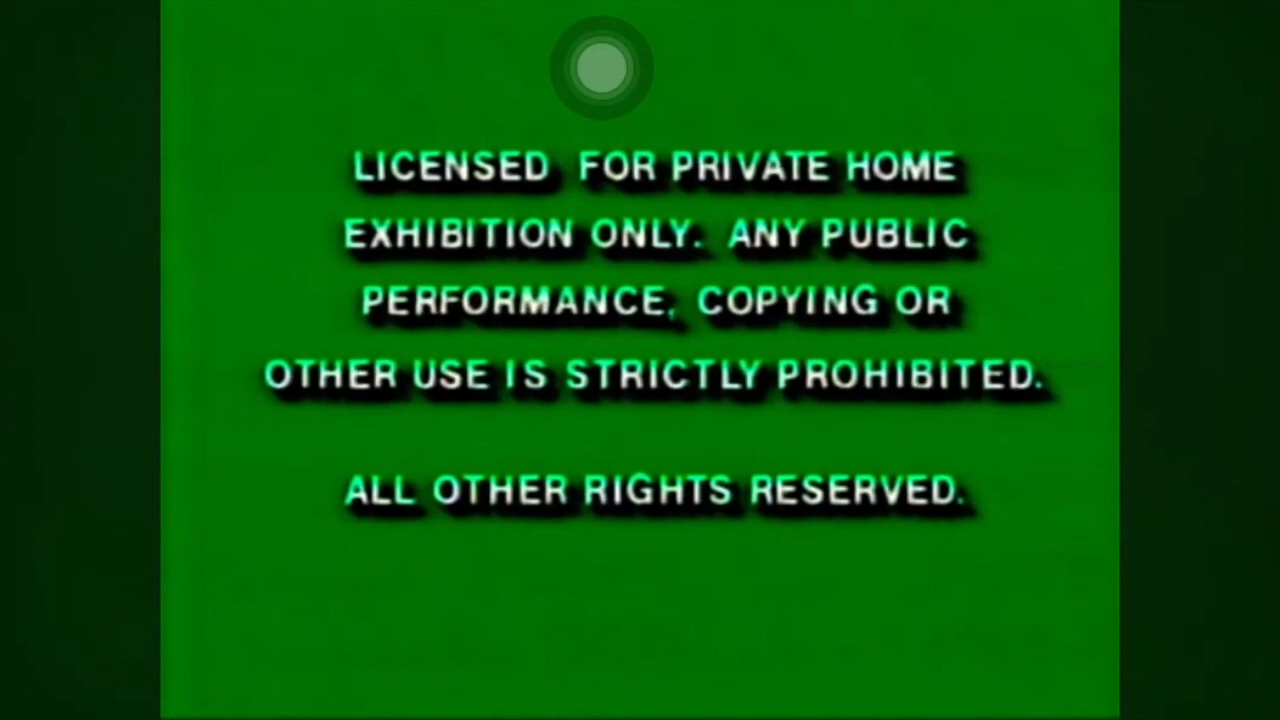 LICENSED FOR PRIVATE HOME
EXHIBITION ONLY. ANY PUBLIC
PERFORMANCE, COPYING OR
OTHER USE IS STRICTLY PROHIBITED.
ALL OTHER RIGHTS RESERVED.